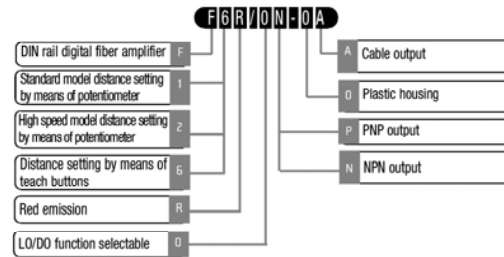 F6R/0N-0A
DIN rail digital fiber amplifier F
Standard model distance setting
by means of potentiometer 1
High speed model distance setting
by means of potentiometer 2
Distance setting by means of
teach buttons 6
Red emission R
LO/DO function selectable 0
A Cable output
0 Plastic housing
P PNP output
N NPN output